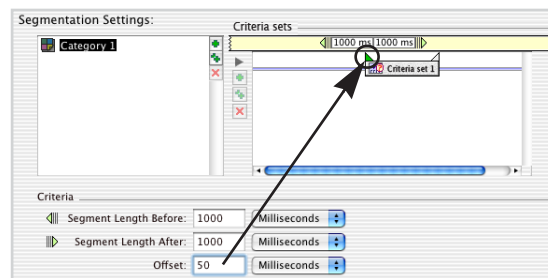 Segmentation Settings:
Criteria sets
Category 1
1000 ms 1000 ms
Criteria set 1
Criteria
Segment Length Before: 1000 Milliseconds
Segment Length After: 1000 Milliseconds
Offset: 50 Milliseconds